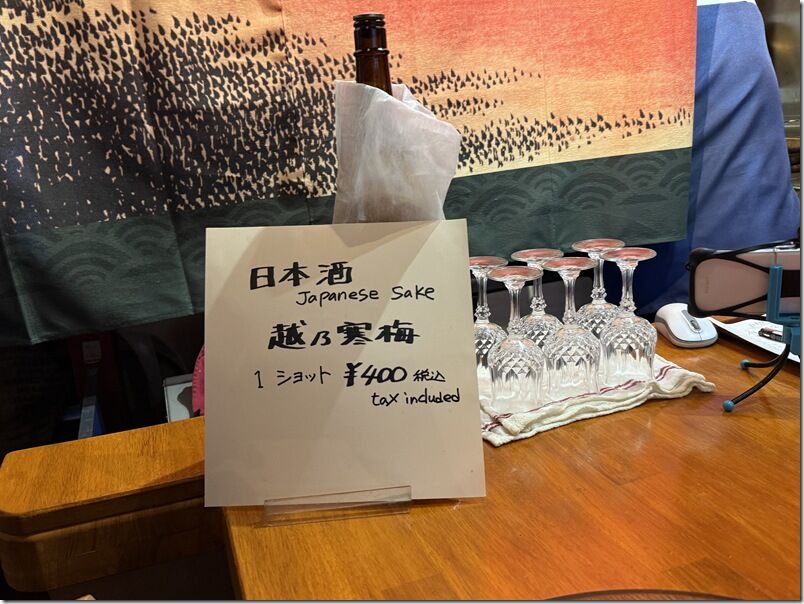 日本酒
Japanese Sake
越乃寒梅
1 ショット ¥400 税込
tax included